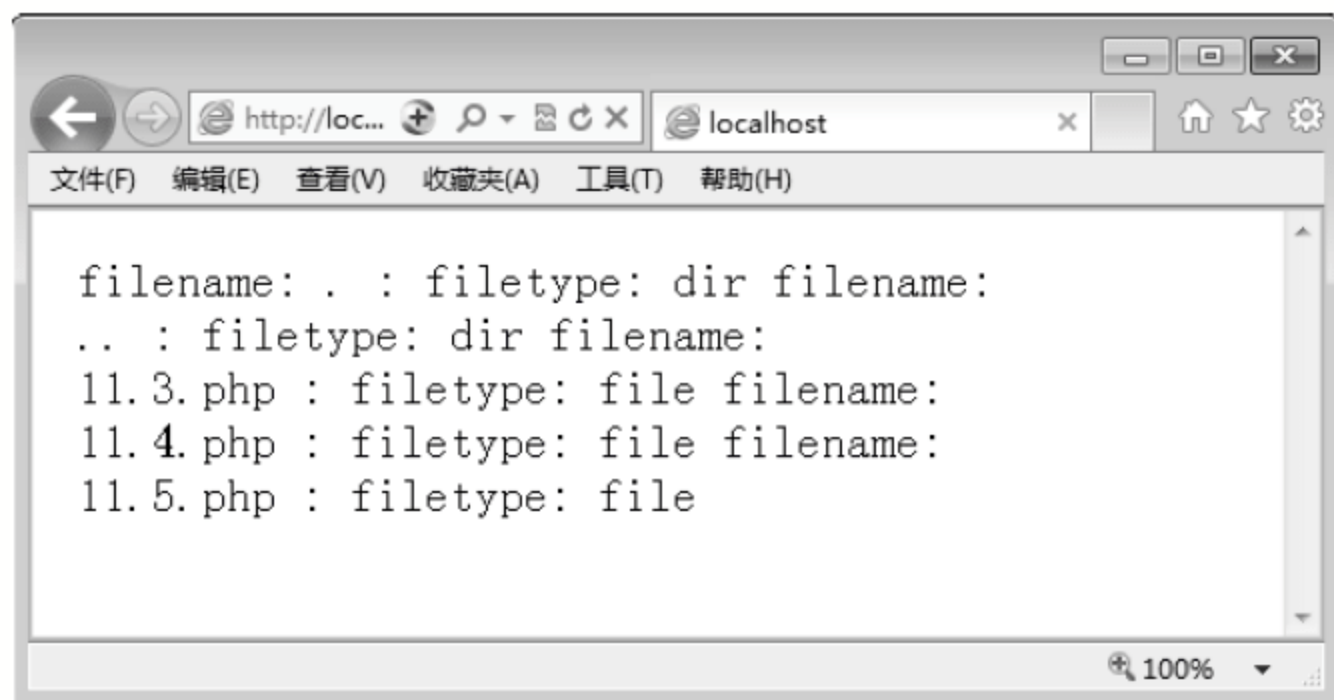 http://loc...
localhost
文件(F) 编辑(E) 查看(V) 收藏夹(A) 工具(T) 帮助(H)
filename: . : filetype: dir filename:
.. : filetype: dir filename:
11.3.php : filetype: file filename:
11.4.php : filetype: file filename:
11.5.php : filetype: file
100%